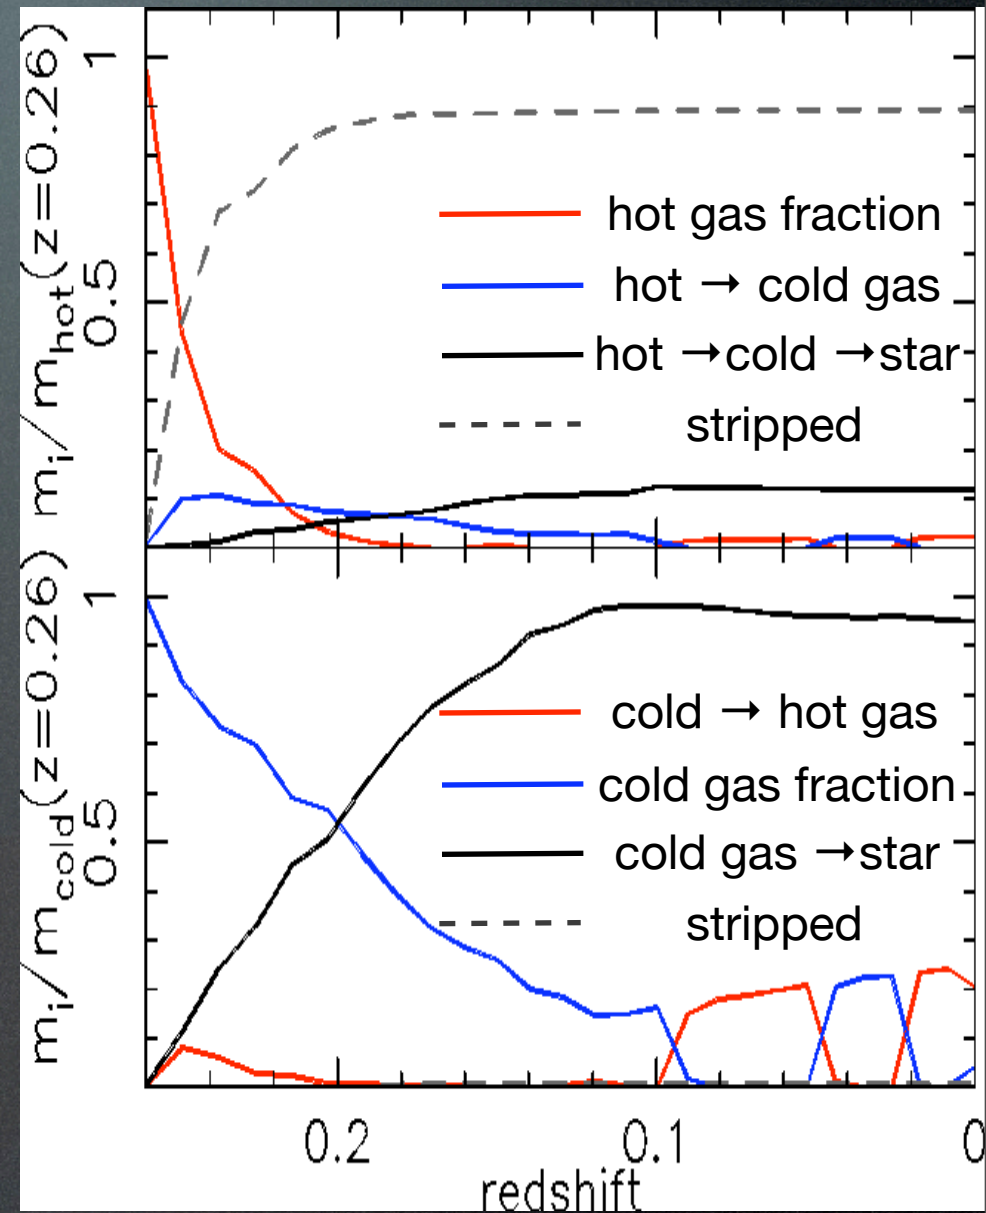 m_i/m_hot(z=0.26)
1
0.5
hot gas fraction
hot → cold gas
hot →cold →star
stripped
m_i/m_cold(z=0.26)
1
0.5
cold → hot gas
cold gas fraction
cold gas →star
stripped
0.2 0.1 0
redshift